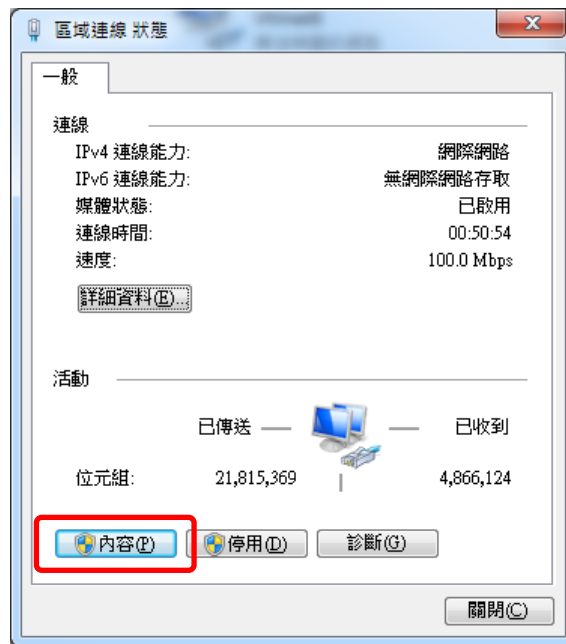 區域連線 狀態
一般
連線
IPv4 連線能力: 網際網路
IPv6 連線能力: 無網際網路存取
媒體狀態: 已啟用
連線時間: 00:50:54
速度: 100.0 Mbps
詳細資料(E)...
活動
已傳送 — — 已收到
位元組: 21,815,369 4,866,124
內容(P) 停用(D) 診斷(G)
關閉(C)